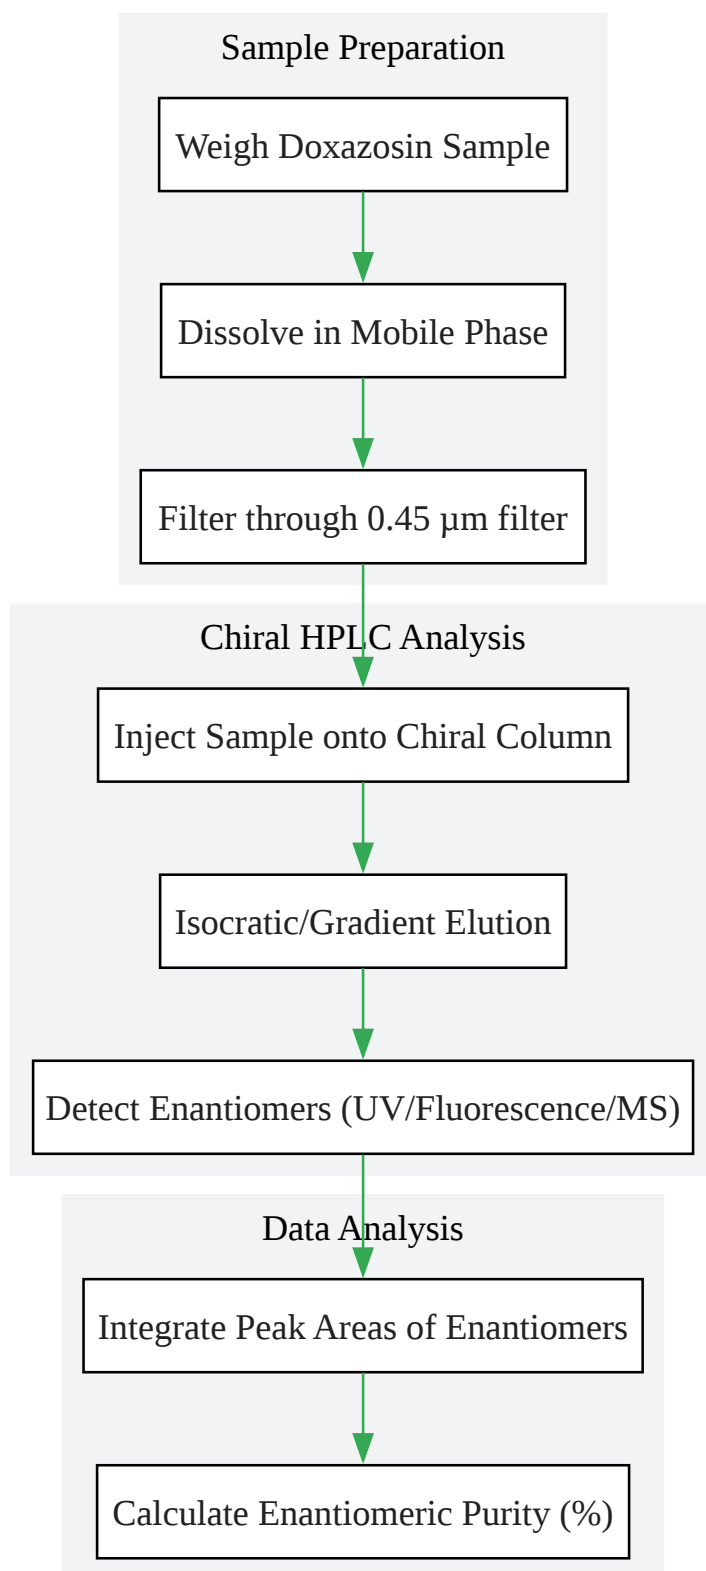 Sample Preparation
Weigh Doxazosin Sample
Dissolve in Mobile Phase
Filter through 0.45 µm filter
Chiral HPLC Analysis
Inject Sample onto Chiral Column
Isocratic/Gradient Elution
Detect Enantiomers (UV/Fluorescence/MS)
Data Analysis
Integrate Peak Areas of Enantiomers
Calculate Enantiomeric Purity (%)